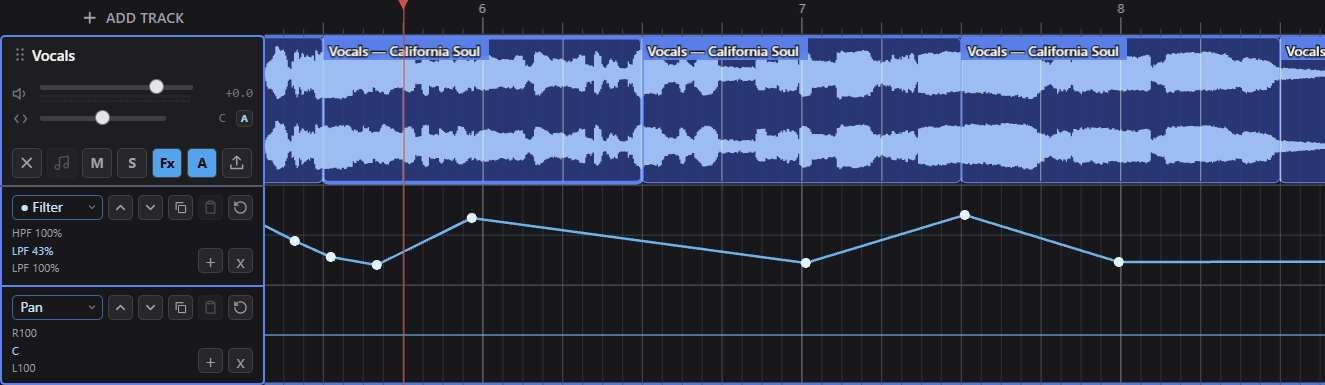 ADD TRACK
6
7
8
Vocals
Vocals — California Soul
Vocals — California Soul
Vocals — California Soul
Vocals
+0.0
C
A
M
S
Fx
A
Filter
HPF 100%
LPF 43%
LPF 100%
+
x
Pan
R100
C
L100
+
x